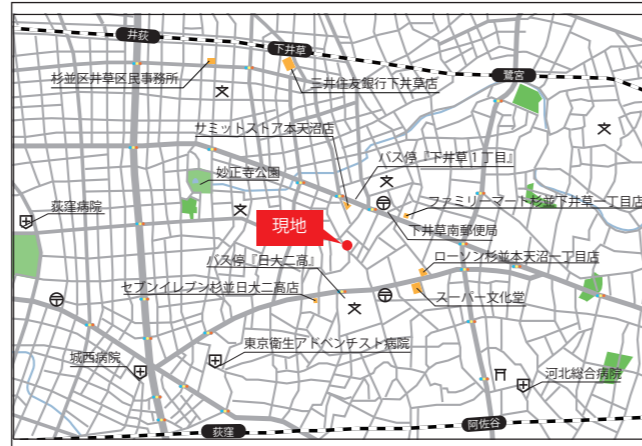 井荻
下井草
鷺宮
杉並区井草区民事務所
三井住友銀行下井草店
サミットストア本天沼店
バス停『下井草1丁目』
妙正寺公園
荻窪病院
ファミリーマート杉並下井草一丁目店
現地
下井草南郵便局
バス停『日大二高』
ローソン杉並本天沼一丁目店
セブンイレブン杉並日大二高店
スーパー文化堂
東京衛生アドベンチスト病院
城西病院
河北総合病院
阿佐谷
荻窪